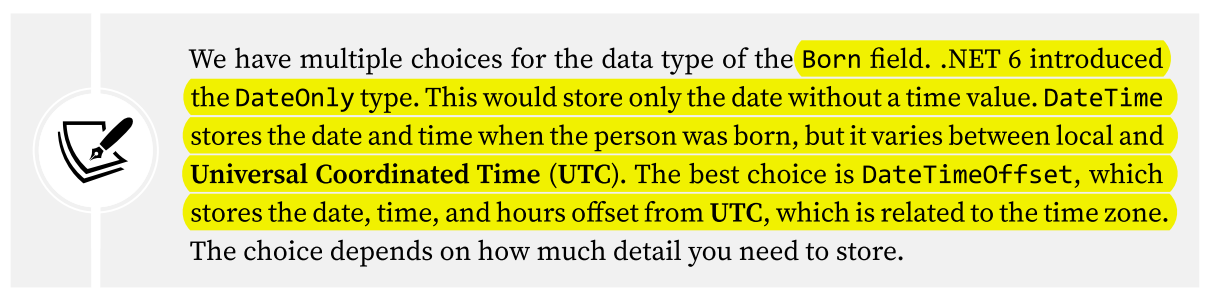 We have multiple choices for the data type of the Born field. .NET 6 introduced
the DateOnly type. This would store only the date without a time value. DateTime
stores the date and time when the person was born, but it varies between local and
Universal Coordinated Time (UTC). The best choice is DateTimeOffset, which
stores the date, time, and hours offset from UTC, which is related to the time zone.
The choice depends on how much detail you need to store.